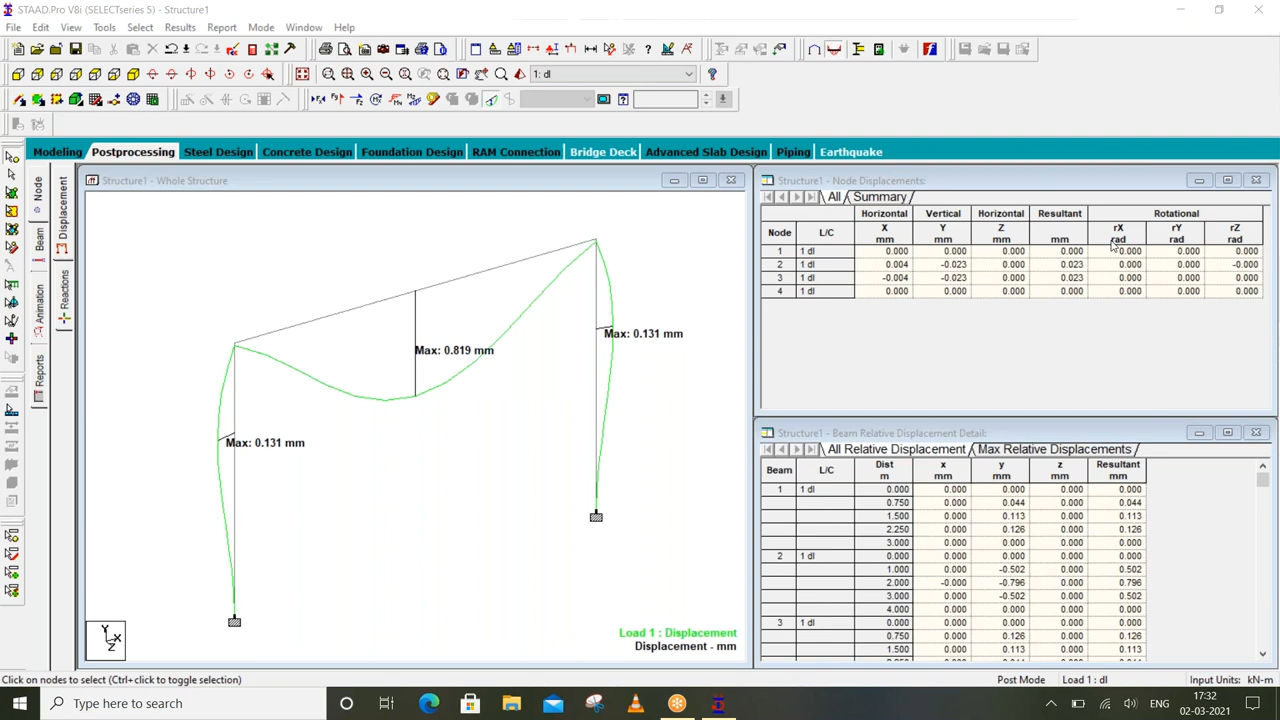 STAAD.Pro V8i (SELECTseries 5) - Structure1
File Edit View Tools Select Results Report Mode Window Help
1: dl
Modeling Postprocessing Steel Design Concrete Design Foundation Design RAM Connection Bridge Deck Advanced Slab Design Piping Earthquake
Node
Beam
Animation
Reports
Displacement
Reactions
Structure1 - Whole Structure
Max: 0.819 mm
Max: 0.131 mm
Max: 0.131 mm
Load 1 : Displacement
Displacement - mm
Y
X
Z
Structure1 - Node Displacements:
All Summary
Horizontal Vertical Horizontal Resultant Rotational
Node L/C X mm Y mm Z mm mm rX rad rY rad rZ rad
1 1 dl 0.000 0.000 0.000 0.000 0.000 0.000 0.000
2 1 dl 0.004 -0.023 0.000 0.023 0.000 0.000 -0.000
3 1 dl -0.004 -0.023 0.000 0.023 0.000 0.000 0.000
4 1 dl 0.000 0.000 0.000 0.000 0.000 0.000 0.000
Structure1 - Beam Relative Displacement Detail:
All Relative Displacement Max Relative Displacements
Beam L/C Dist m x mm y mm z mm Resultant mm
1 1 dl 0.000 0.000 0.000 0.000 0.000
0.750 0.000 0.044 0.000 0.044
1.500 0.000 0.113 0.000 0.113
2.250 0.000 0.126 0.000 0.126
3.000 0.000 0.000 0.000 0.000
2 1 dl 0.000 0.000 0.000 0.000 0.000
1.000 0.000 -0.502 0.000 0.502
2.000 -0.000 -0.796 0.000 0.796
3.000 0.000 -0.502 0.000 0.502
4.000 0.000 0.000 0.000 0.000
3 1 dl 0.000 0.000 0.000 0.000 0.000
0.750 0.000 0.126 0.000 0.126
1.500 0.000 0.113 0.000 0.113
Click on nodes to select (Ctrl+click to toggle selection) Post Mode Load 1 : dl Input Units: kN-m
Type here to search
ENG
17:32
02-03-2021